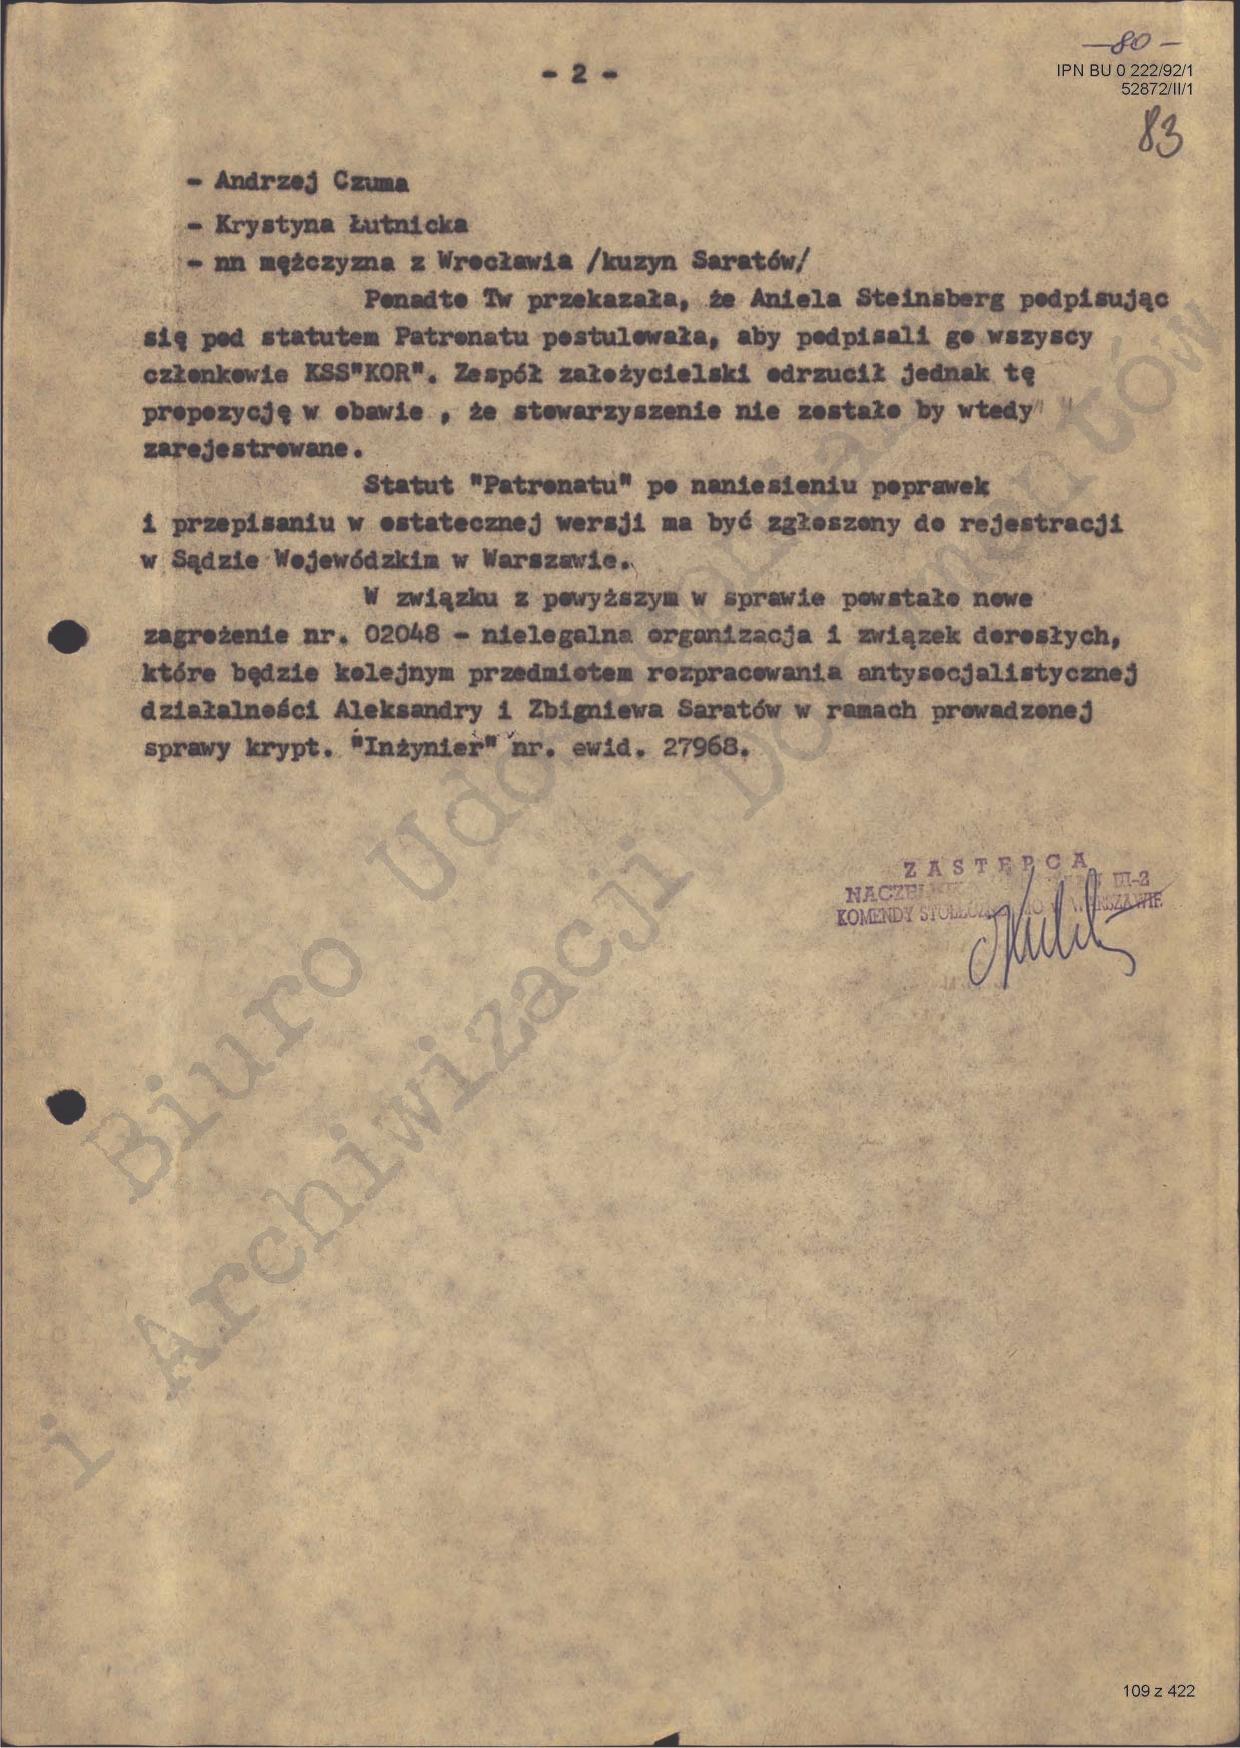 — 80 —
IPN BU 0 222/92/1
52872/II/1
83
- 2 -
- Andrzej Czuma
- Krystyna Łutnicka
- nn mężczyzna z Wrocławia /kuzyn Saratów/
Ponadto Tw przekazała, że Aniela Steinsberg podpisując
się pod statutem Patronatu postulowała, aby podpisali go wszyscy
członkowie KSS"KOR". Zespół założycielski odrzucił jednak tę
propozycję w obawie , że stowarzyszenie nie zostało by wtedy
zarejestrowane.
Statut "Patronatu" po naniesieniu poprawek
i przepisaniu w ostatecznej wersji ma być zgłoszony do rejestracji
w Sądzie Wojewódzkim w Warszawie.
W związku z powyższym w sprawie powstało nowe
zagrożenie nr. 02048 - nielegalna organizacja i związek dorosłych,
które będzie kolejnym przedmiotem rozpracowania antysocjalistycznej
działalności Aleksandry i Zbigniewa Saratów w ramach prowadzonej
sprawy krypt. "Inżynier" nr. ewid. 27968.
ZASTĘPCA
III-2
KOMENDY
Biuro Udostępniania
i Archiwizacji Dokumentów
109 z 422